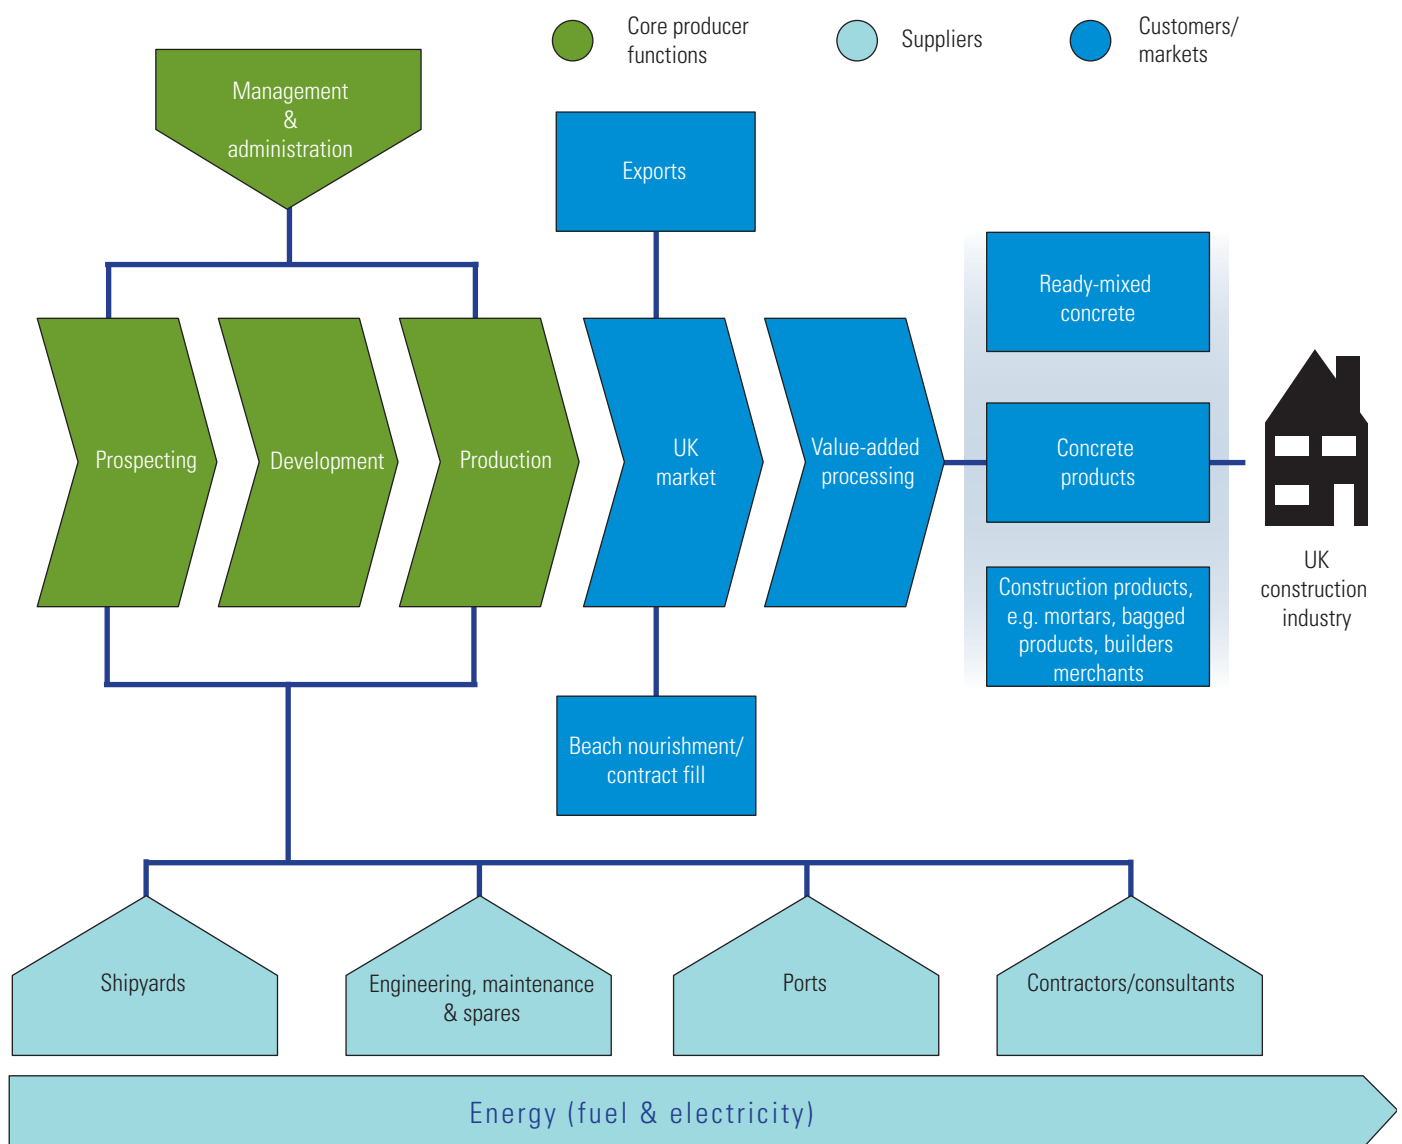 Core producer
functions
Suppliers
Customers/
markets
Management
&
administration
Exports
Ready-mixed
concrete
Prospecting
Development
Production
UK
market
Value-added
processing
Concrete
products
UK
construction
industry
Construction products,
e.g. mortars, bagged
products, builders
merchants
Beach nourishment/
contract fill
Shipyards
Engineering, maintenance
& spares
Ports
Contractors/consultants
Energy (fuel & electricity)